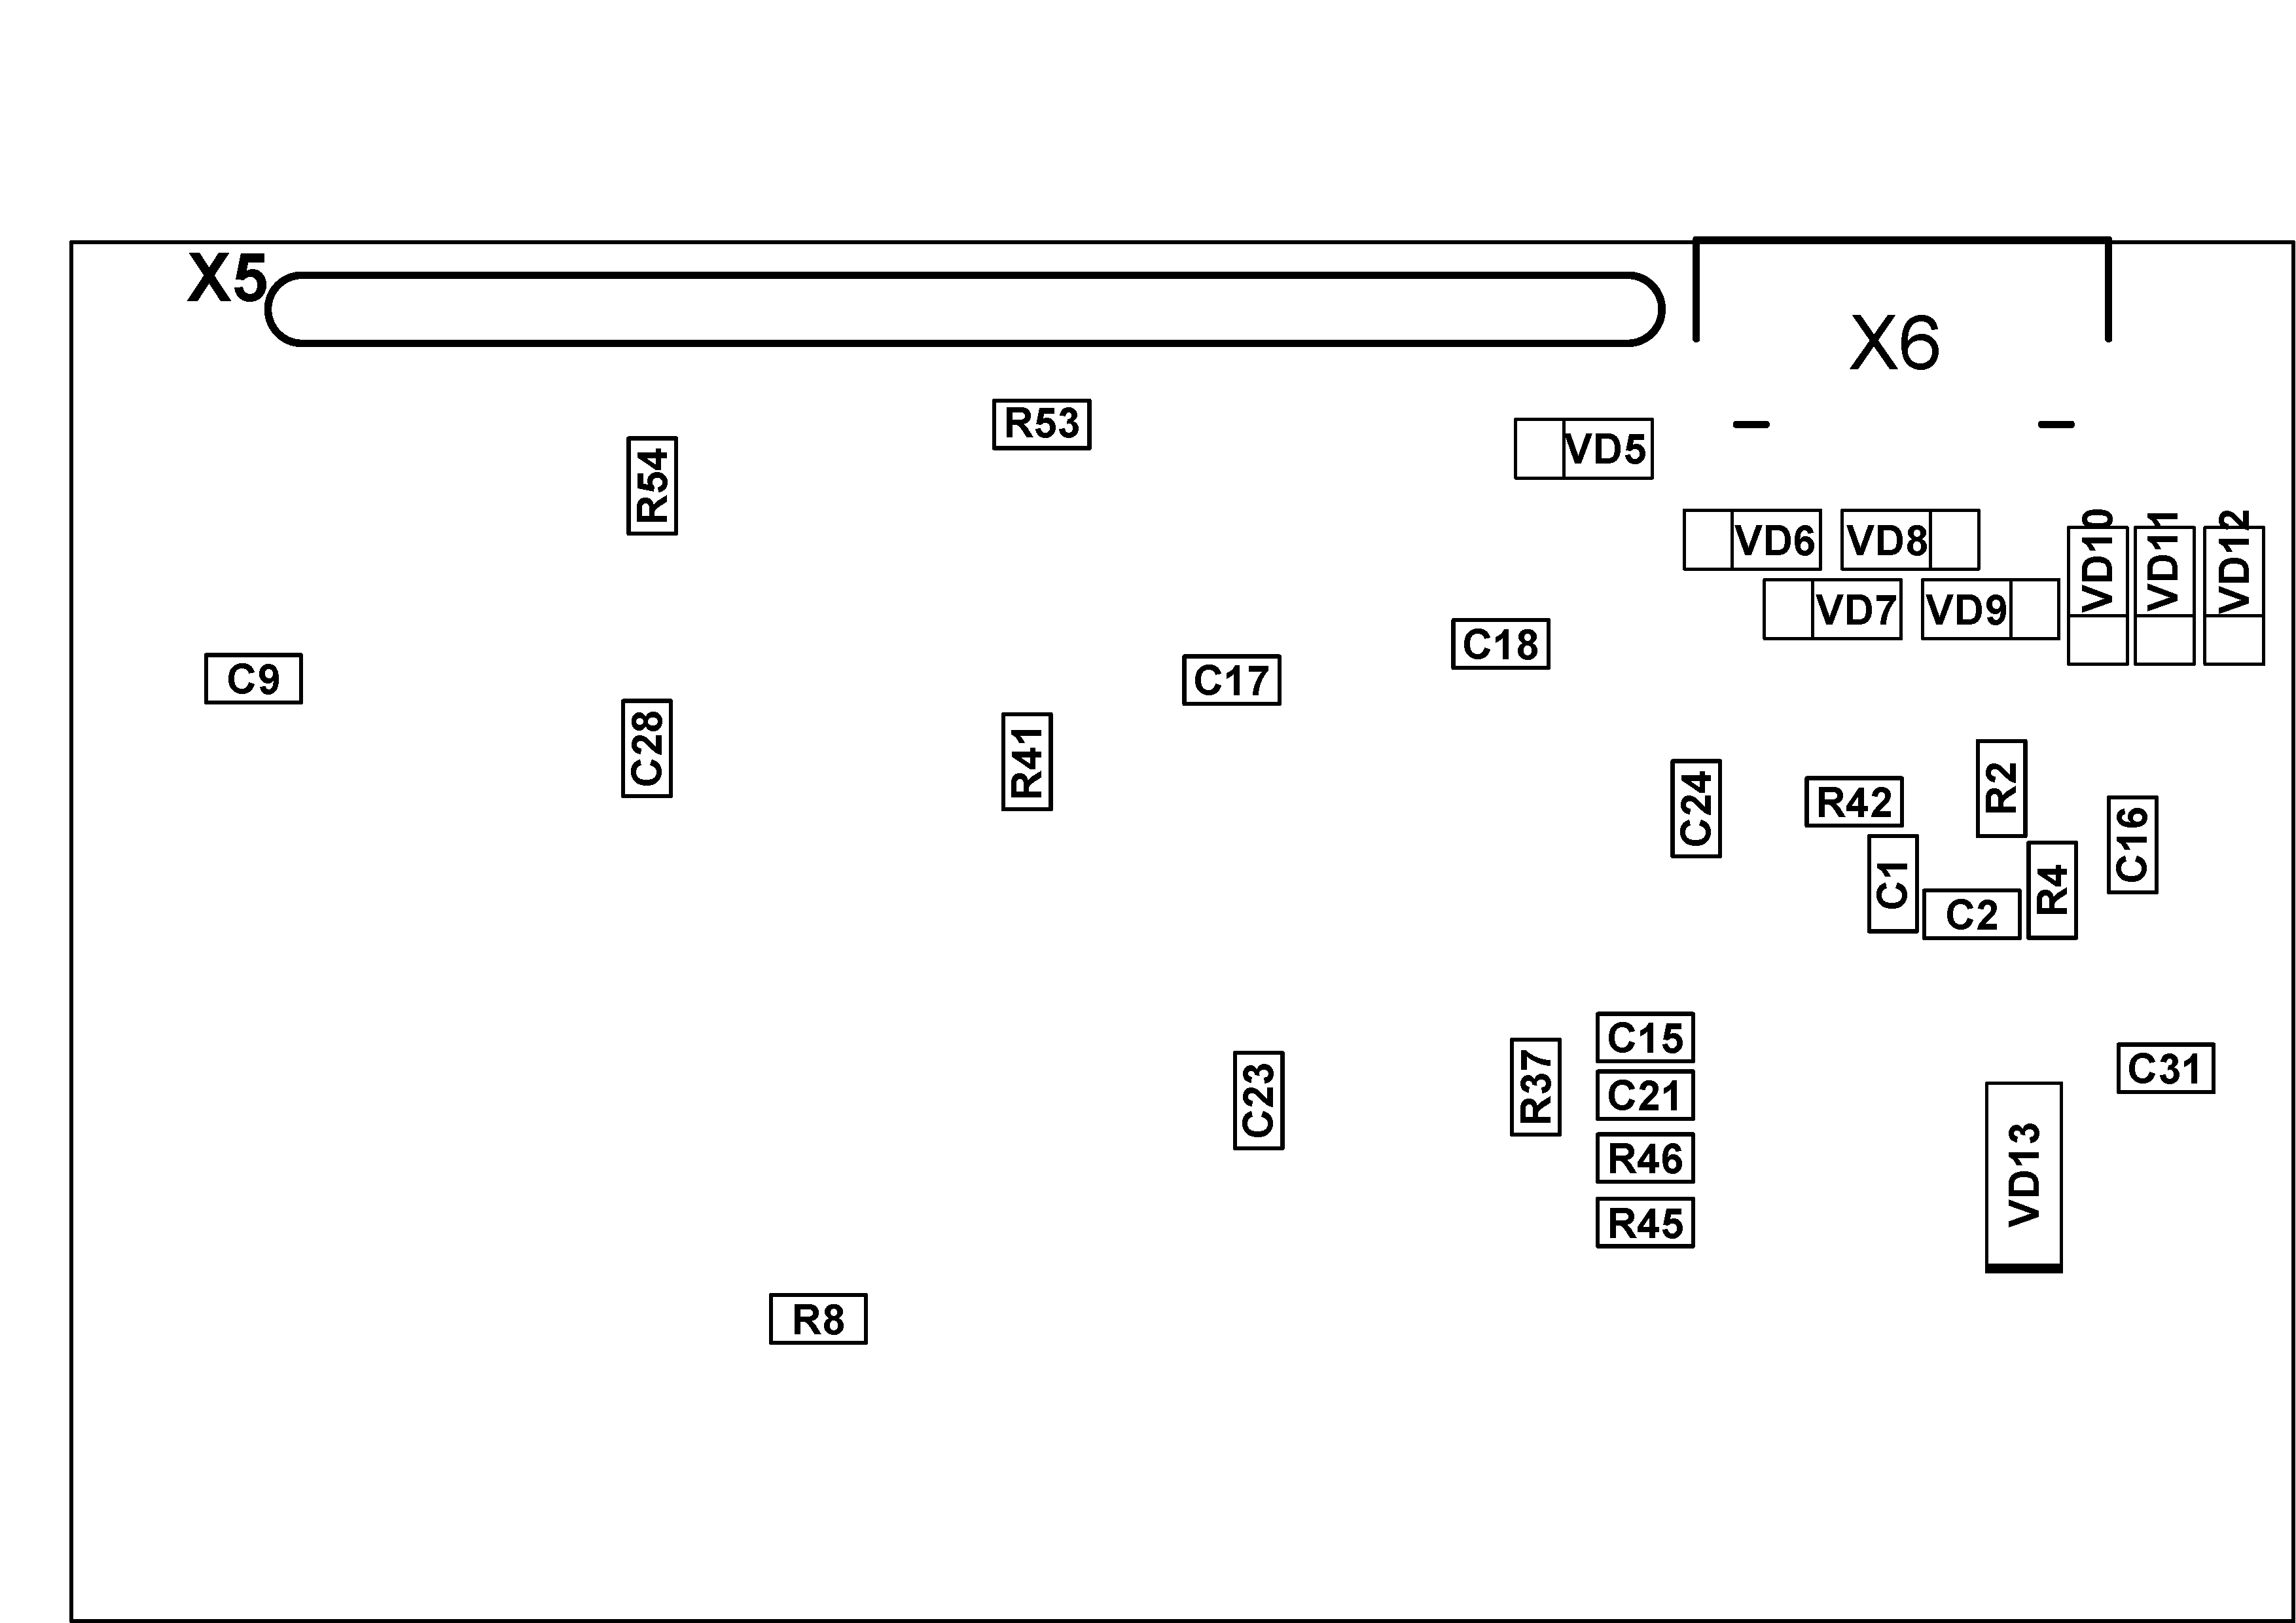 X5
X6
R53
VD5
R54
VD6
VD8
VD10
VD11
VD12
VD7
VD9
C18
C9
C17
C28
R41
C24
R42
R2
C16
C1
C2
R4
C15
C31
C23
R37
C21
R46
VD13
R45
R8